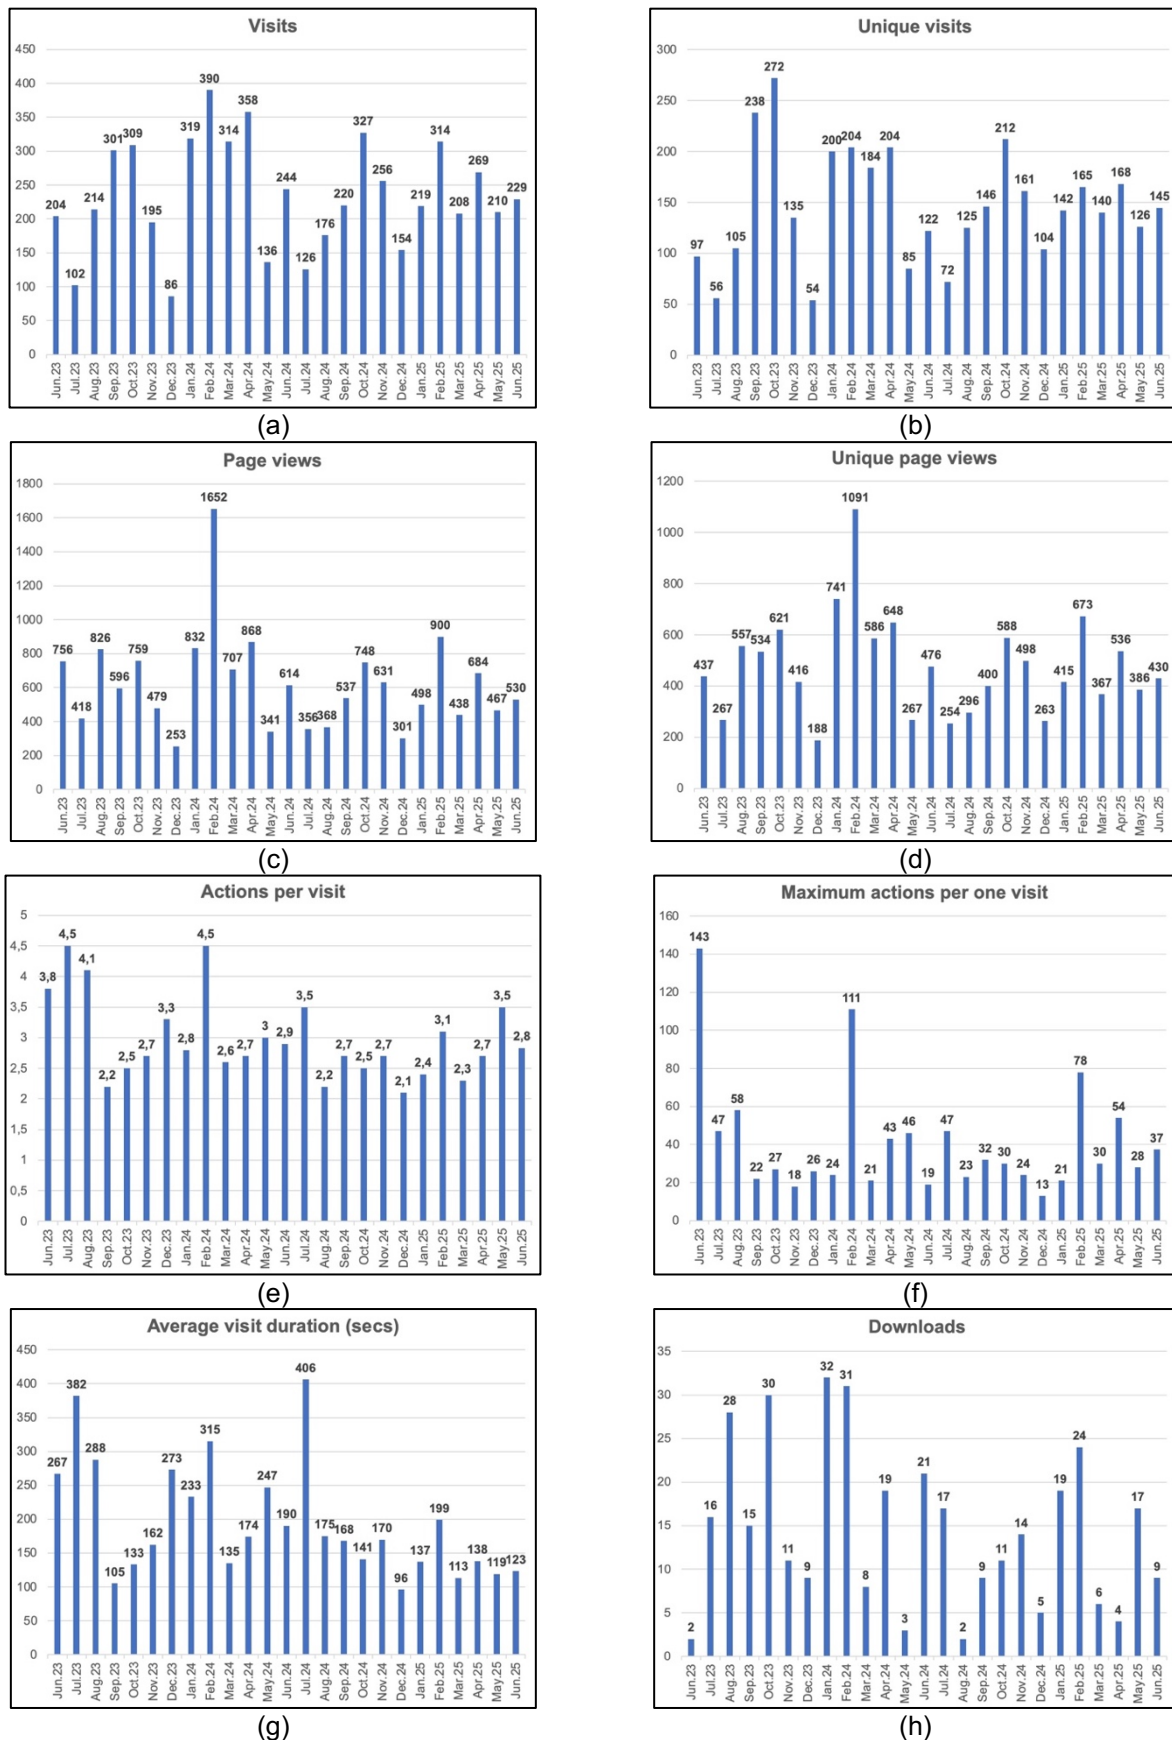 Visits
450
400
350
300
250
200
150
100
50
0
204
102
214
301
309
195
86
319
390
314
358
136
244
126
176
220
327
256
154
219
314
208
269
210
229
Jun.23
Jul.23
Aug.23
Sep.23
Oct.23
Nov.23
Dec.23
Jan.24
Feb.24
Mar.24
Apr.24
May.24
Jun.24
Jul.24
Aug.24
Sep.24
Oct.24
Nov.24
Dec.24
Jan.25
Feb.25
Mar.25
Apr.25
May.25
Jun.25
(a)
Unique visits
300
250
200
150
100
50
0
97
56
105
238
272
135
54
200
204
184
204
85
122
72
125
146
212
161
104
142
165
140
168
126
145
Jun.23
Jul.23
Aug.23
Sep.23
Oct.23
Nov.23
Dec.23
Jan.24
Feb.24
Mar.24
Apr.24
May.24
Jun.24
Jul.24
Aug.24
Sep.24
Oct.24
Nov.24
Dec.24
Jan.25
Feb.25
Mar.25
Apr.25
May.25
Jun.25
(b)
Page views
1800
1600
1400
1200
1000
800
600
400
200
0
756
418
826
596
759
479
253
832
1652
707
868
341
614
356
368
537
748
631
301
498
900
438
684
467
530
Jun.23
Jul.23
Aug.23
Sep.23
Oct.23
Nov.23
Dec.23
Jan.24
Feb.24
Mar.24
Apr.24
May.24
Jun.24
Jul.24
Aug.24
Sep.24
Oct.24
Nov.24
Dec.24
Jan.25
Feb.25
Mar.25
Apr.25
May.25
Jun.25
(c)
Unique page views
1200
1000
800
600
400
200
0
437
267
557
534
621
416
188
741
1091
586
648
267
476
254
296
400
588
498
263
415
673
367
536
386
430
Jun.23
Jul.23
Aug.23
Sep.23
Oct.23
Nov.23
Dec.23
Jan.24
Feb.24
Mar.24
Apr.24
May.24
Jun.24
Jul.24
Aug.24
Sep.24
Oct.24
Nov.24
Dec.24
Jan.25
Feb.25
Mar.25
Apr.25
May.25
Jun.25
(d)
Actions per visit
5
4,5
4
3,5
3
2,5
2
1,5
1
0,5
0
3,8
4,5
4,1
2,2
2,5
2,7
3,3
2,8
4,5
2,6
2,7
3
2,9
3,5
2,2
2,7
2,5
2,7
2,1
2,4
3,1
2,3
2,7
3,5
2,8
Jun.23
Jul.23
Aug.23
Sep.23
Oct.23
Nov.23
Dec.23
Jan.24
Feb.24
Mar.24
Apr.24
May.24
Jun.24
Jul.24
Aug.24
Sep.24
Oct.24
Nov.24
Dec.24
Jan.25
Feb.25
Mar.25
Apr.25
May.25
Jun.25
(e)
Maximum actions per one visit
160
140
120
100
80
60
40
20
0
143
47
58
22
27
18
26
24
111
21
43
46
19
47
23
32
30
24
13
21
78
30
54
28
37
Jun.23
Jul.23
Aug.23
Sep.23
Oct.23
Nov.23
Dec.23
Jan.24
Feb.24
Mar.24
Apr.24
May.24
Jun.24
Jul.24
Aug.24
Sep.24
Oct.24
Nov.24
Dec.24
Jan.25
Feb.25
Mar.25
Apr.25
May.25
Jun.25
(f)
Average visit duration (secs)
450
400
350
300
250
200
150
100
50
0
267
382
288
105
133
162
273
233
315
135
174
247
190
406
175
168
141
170
96
137
199
113
138
119
123
Jun.23
Jul.23
Aug.23
Sep.23
Oct.23
Nov.23
Dec.23
Jan.24
Feb.24
Mar.24
Apr.24
May.24
Jun.24
Jul.24
Aug.24
Sep.24
Oct.24
Nov.24
Dec.24
Jan.25
Feb.25
Mar.25
Apr.25
May.25
Jun.25
(g)
Downloads
35
30
25
20
15
10
5
0
2
16
28
15
30
11
9
32
31
8
19
3
21
17
2
9
11
14
5
19
24
6
4
17
9
Jun.23
Jul.23
Aug.23
Sep.23
Oct.23
Nov.23
Dec.23
Jan.24
Feb.24
Mar.24
Apr.24
May.24
Jun.24
Jul.24
Aug.24
Sep.24
Oct.24
Nov.24
Dec.24
Jan.25
Feb.25
Mar.25
Apr.25
May.25
Jun.25
(h)